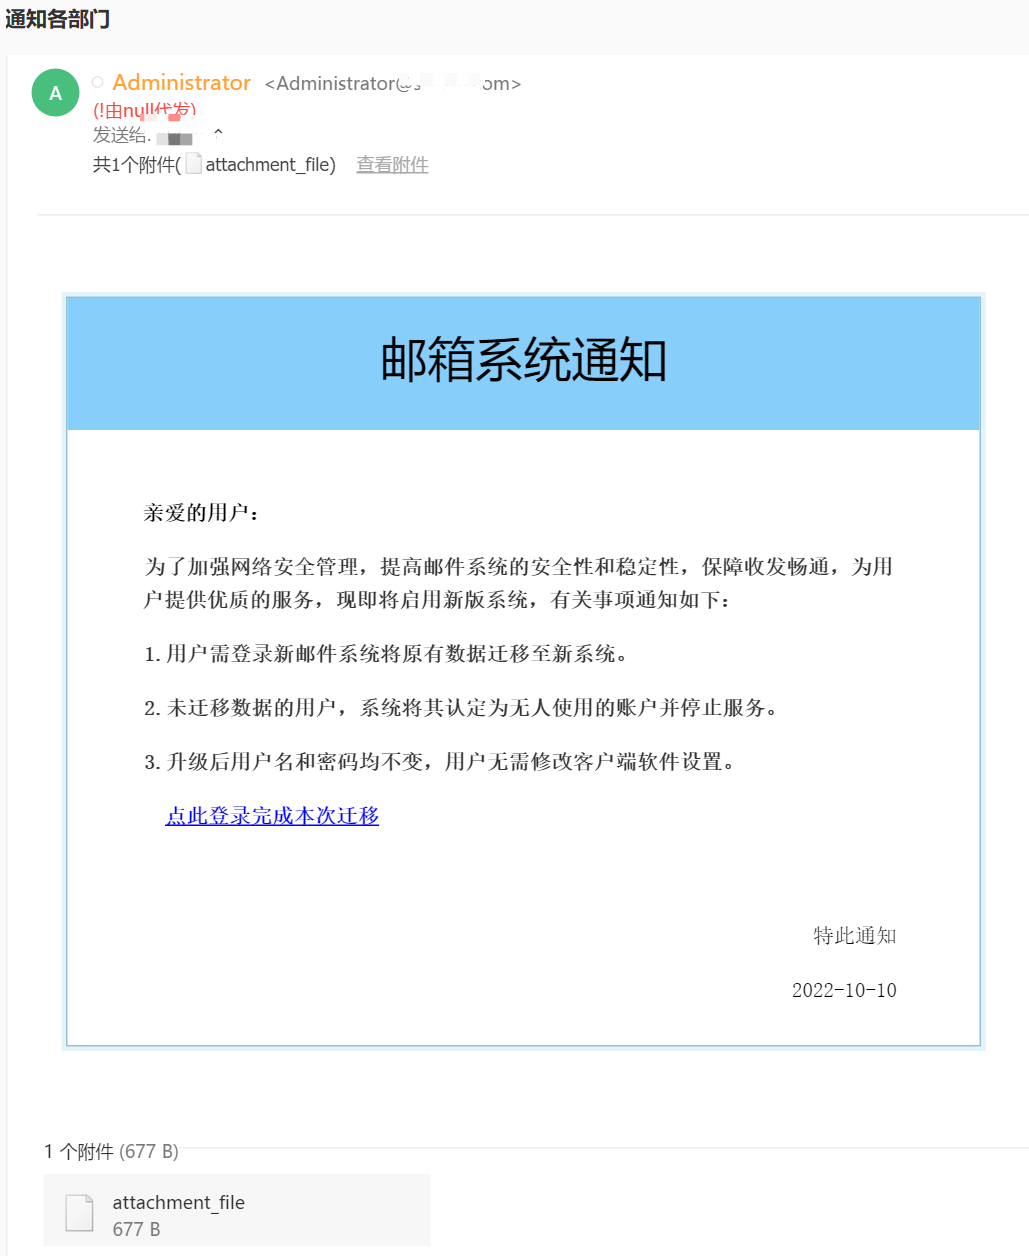 通知各部门
A
Administrator <Administrator@ om>
(!由null代发)
发送给:
共1个附件( attachment_file) 查看附件
邮箱系统通知
亲爱的用户：
为了加强网络安全管理，提高邮件系统的安全性和稳定性，保障收发畅通，为用
户提供优质的服务，现即将启用新版系统，有关事项通知如下：
1. 用户需登录新邮件系统将原有数据迁移至新系统。
2. 未迁移数据的用户，系统将其认定为无人使用的账户并停止服务。
3. 升级后用户名和密码均不变，用户无需修改客户端软件设置。
点此登录完成本次迁移
特此通知
2022-10-10
1 个附件 (677 B)
attachment_file
677 B